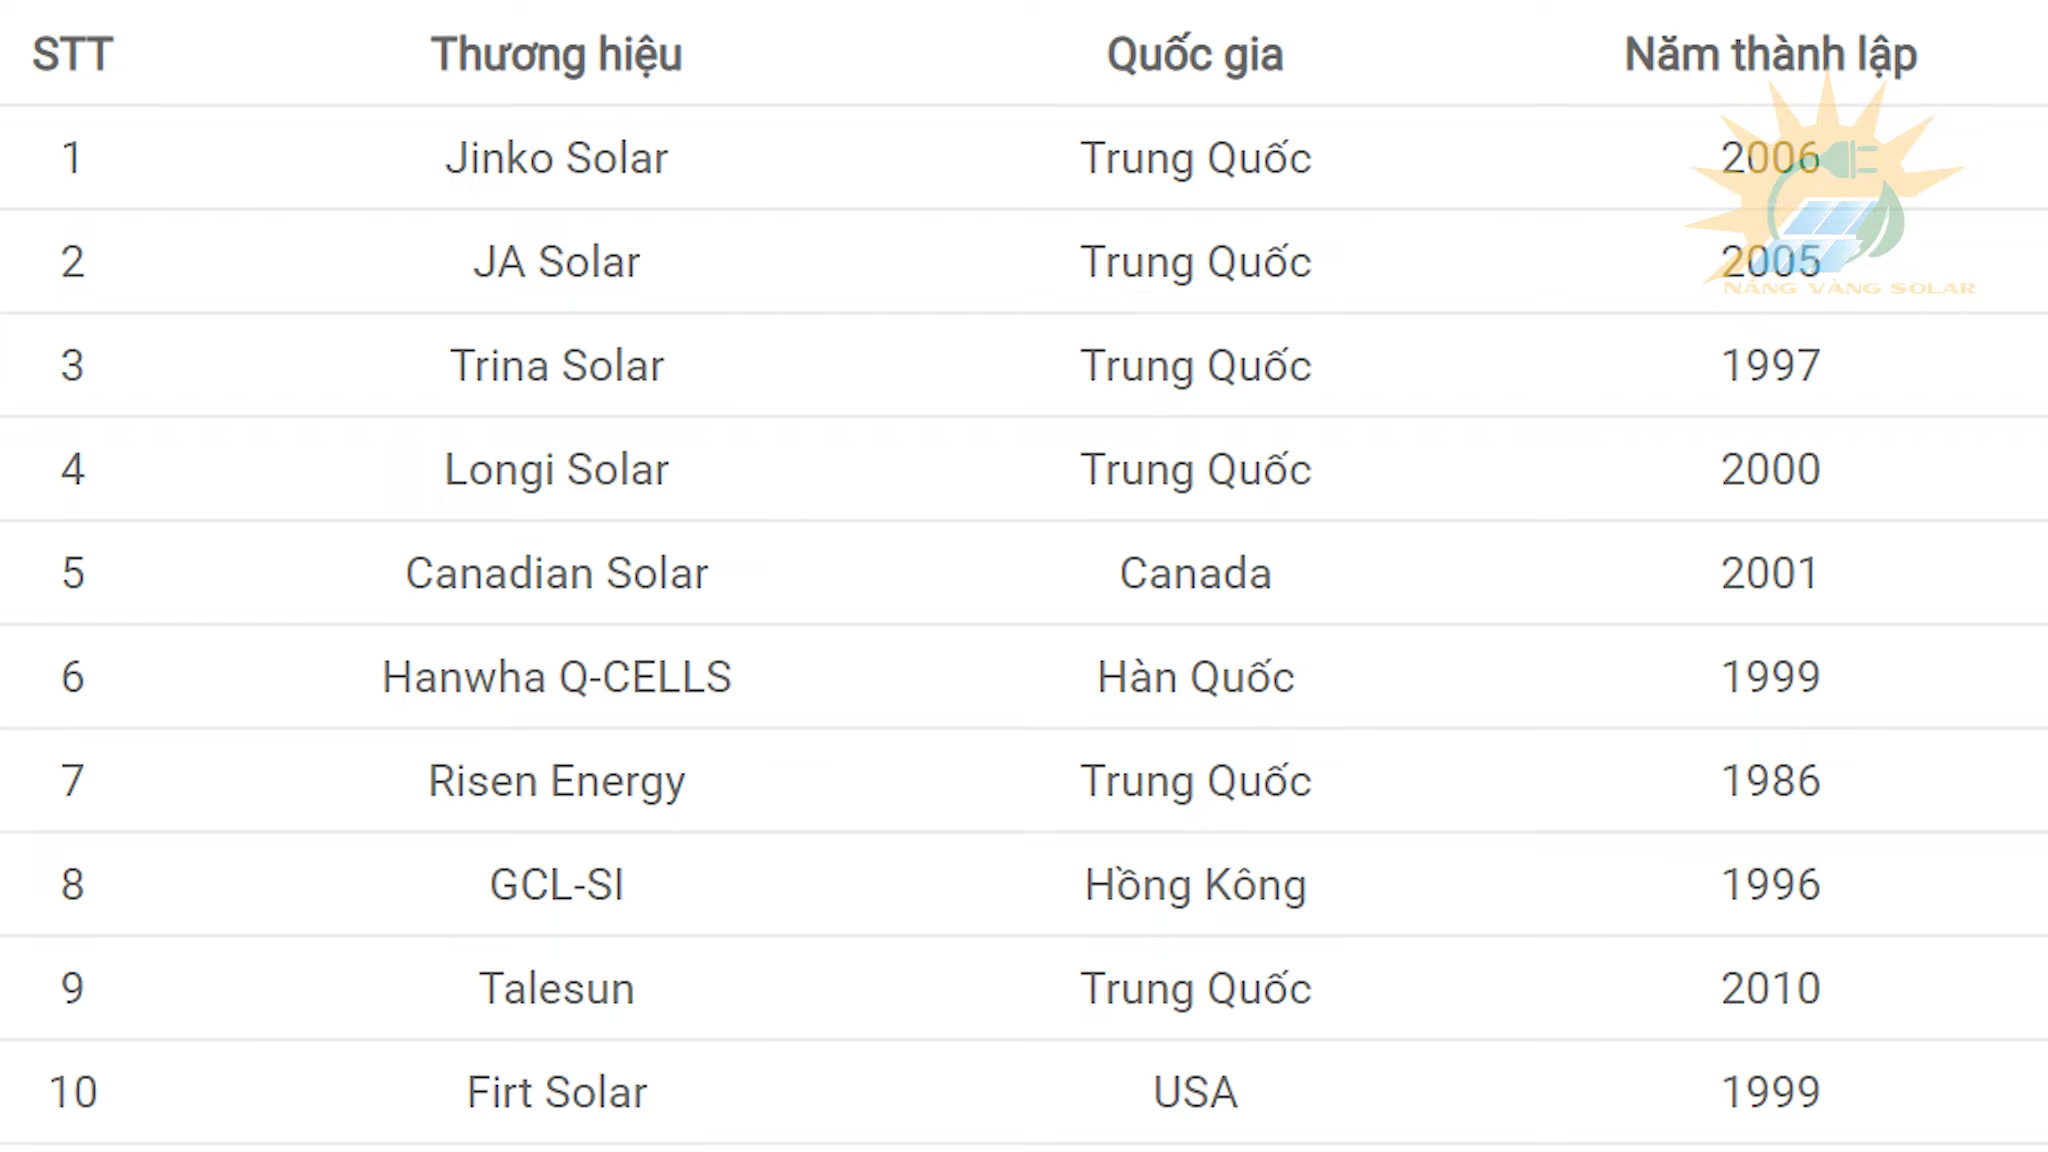 STT Thương hiệu Quốc gia Năm thành lập
1 Jinko Solar Trung Quốc 2006
2 JA Solar Trung Quốc 2005
NẮNG VÀNG SOLAR
3 Trina Solar Trung Quốc 1997
4 Longi Solar Trung Quốc 2000
5 Canadian Solar Canada 2001
6 Hanwha Q-CELLS Hàn Quốc 1999
7 Risen Energy Trung Quốc 1986
8 GCL-SI Hồng Kông 1996
9 Talesun Trung Quốc 2010
10 Firt Solar USA 1999